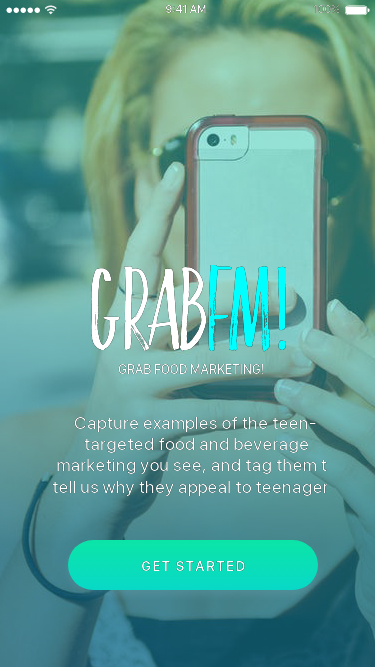 9:41 AM
GRABFM!
GRAB FOOD MARKETING!
Capture examples of the teen-
targeted food and beverage
marketing you see, and tag them t
tell us why they appeal to teenager
GET STARTED